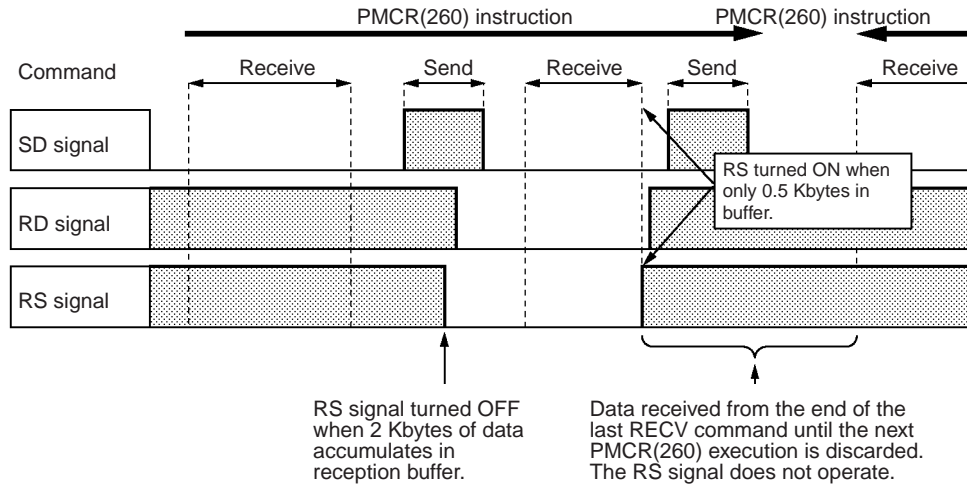 PMCR(260) instruction PMCR(260) instruction
Command Receive Send Receive Send Receive
SD signal
RS turned ON when
only 0.5 Kbytes in
buffer.
RD signal
RS signal
RS signal turned OFF
when 2 Kbytes of data
accumulates in
reception buffer.
Data received from the end of the
last RECV command until the next
PMCR(260) execution is discarded.
The RS signal does not operate.